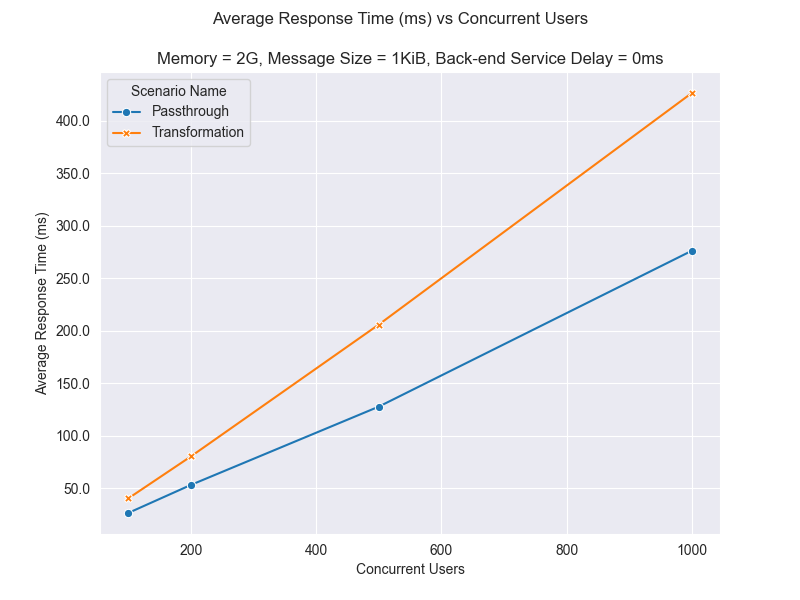 Average Response Time (ms) vs Concurrent Users
Memory = 2G, Message Size = 1KiB, Back-end Service Delay = 0ms
Scenario Name
Passthrough
Transformation
Average Response Time (ms)
400.0
350.0
300.0
250.0
200.0
150.0
100.0
50.0
200 400 600 800 1000
Concurrent Users